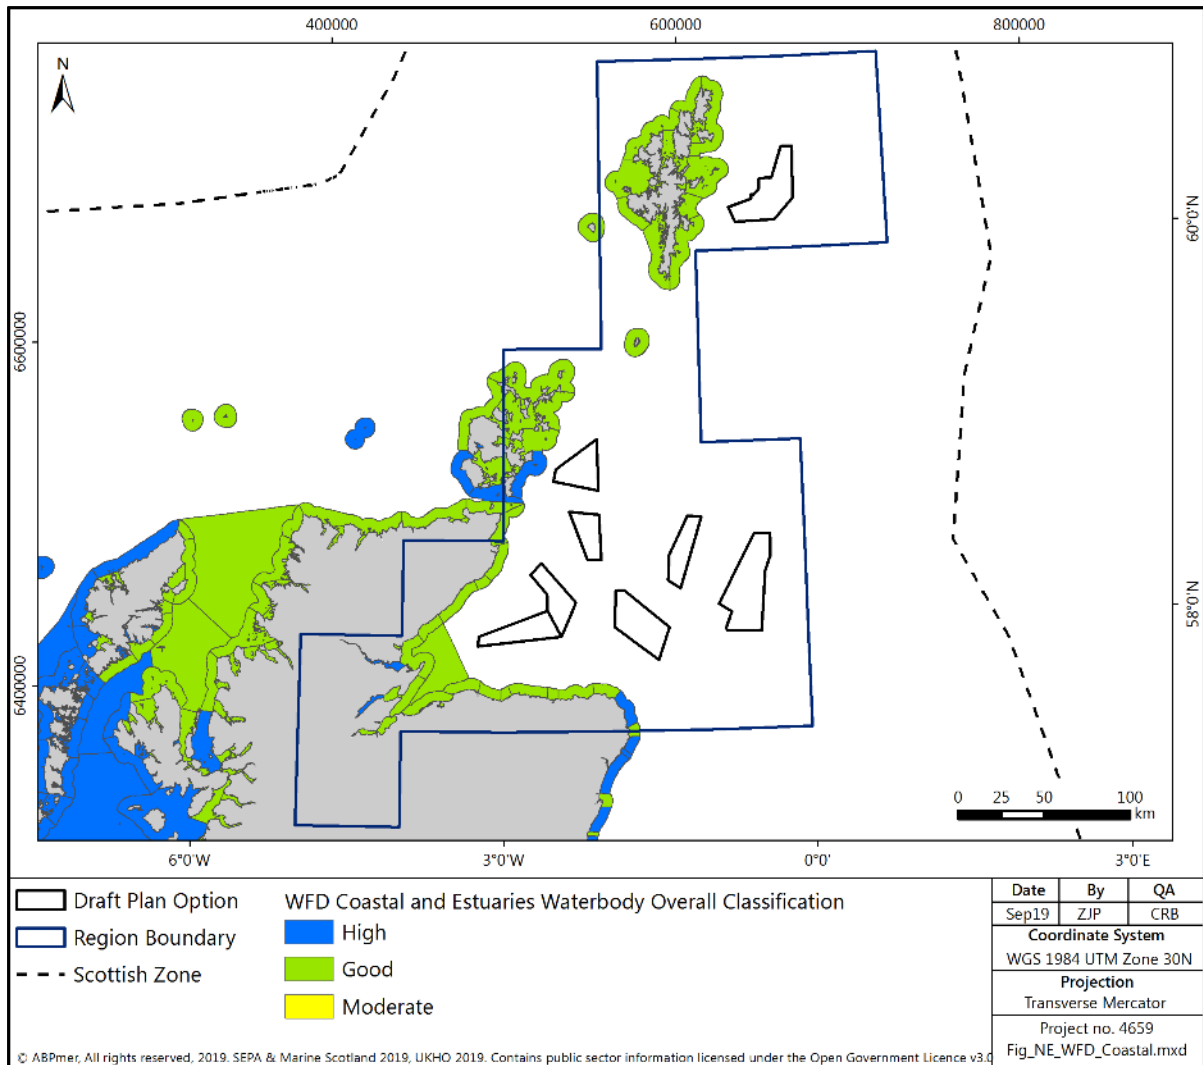 400000 600000 800000
N
60°0'N
6600000
58°0'N
6400000
0 25 50 100
km
6°0'W 3°0'W 0°0' 3°0'E
Draft Plan Option
Region Boundary
Scottish Zone
WFD Coastal and Estuaries Waterbody Overall Classification
High
Good
Moderate
Date By QA
Sep19 ZJP CRB
Coordinate System
WGS 1984 UTM Zone 30N
Projection
Transverse Mercator
Project no. 4659
Fig_NE_WFD_Coastal.mxd
© ABPmer, All rights reserved, 2019. SEPA & Marine Scotland 2019, UKHO 2019. Contains public sector information licensed under the Open Government Licence v3.0